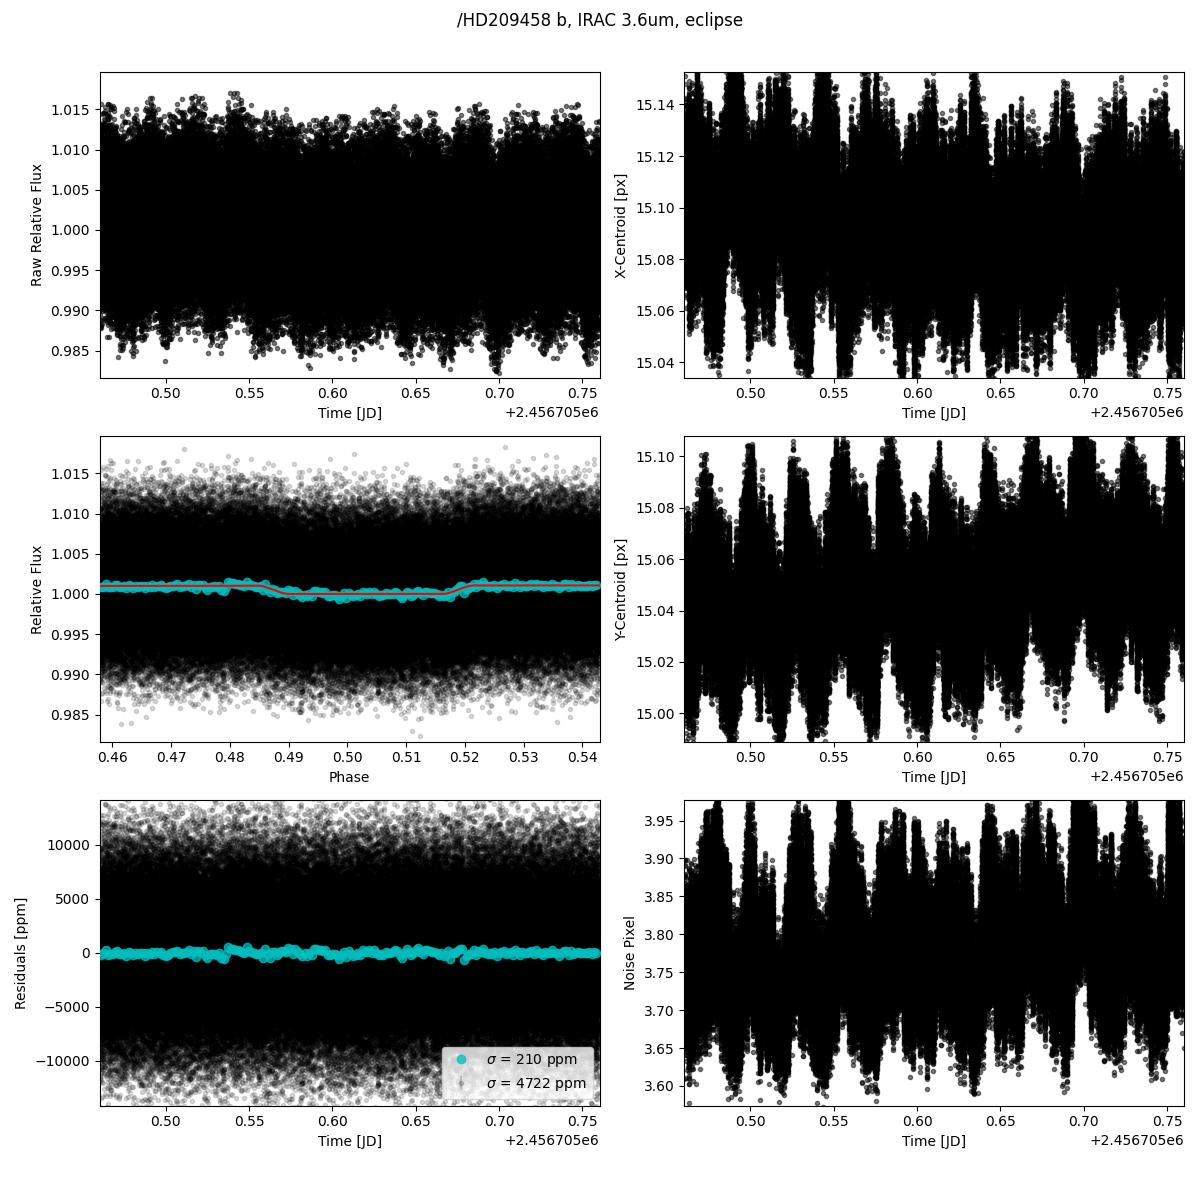 /HD209458 b, IRAC 3.6um, eclipse
Raw Relative Flux
1.015
1.010
1.005
1.000
0.995
0.990
0.985
0.50 0.55 0.60 0.65 0.70 0.75
Time [JD]
+2.456705e6
X-Centroid [px]
15.14
15.12
15.10
15.08
15.06
15.04
0.50 0.55 0.60 0.65 0.70 0.75
Time [JD]
+2.456705e6
Relative Flux
1.015
1.010
1.005
1.000
0.995
0.990
0.985
0.46 0.47 0.48 0.49 0.50 0.51 0.52 0.53 0.54
Phase
Y-Centroid [px]
15.10
15.08
15.06
15.04
15.02
15.00
0.50 0.55 0.60 0.65 0.70 0.75
Time [JD]
+2.456705e6
Residuals [ppm]
10000
5000
0
−5000
−10000
σ = 210 ppm
σ = 4722 ppm
0.50 0.55 0.60 0.65 0.70 0.75
Time [JD]
+2.456705e6
Noise Pixel
3.95
3.90
3.85
3.80
3.75
3.70
3.65
3.60
0.50 0.55 0.60 0.65 0.70 0.75
Time [JD]
+2.456705e6